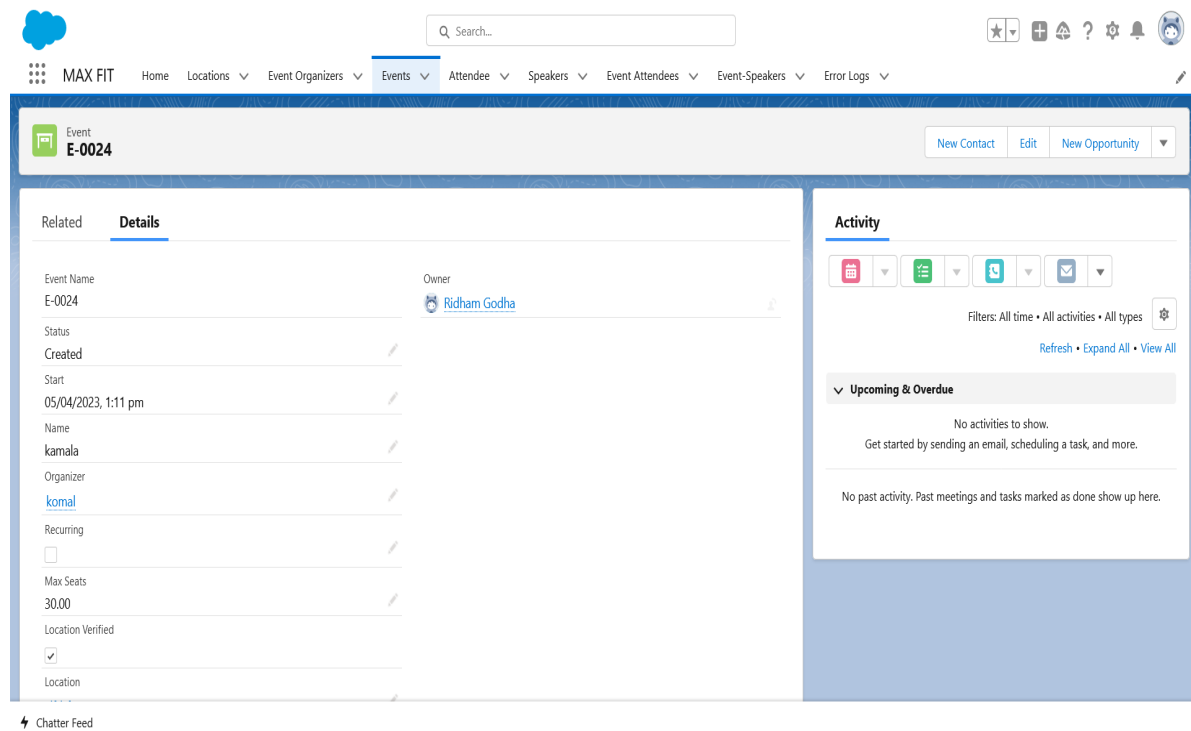 Search...
MAX FIT Home Locations Event Organizers Events Attendee Speakers Event Attendees Event-Speakers Error Logs
Event
E-0024
New Contact Edit New Opportunity
Related Details
Event Name
E-0024
Status
Created
Start
05/04/2023, 1:11 pm
Name
kamala
Organizer
komal
Recurring
Max Seats
30.00
Location Verified
Location
Owner
Ridham Godha
Activity
Filters: All time • All activities • All types
Refresh • Expand All • View All
Upcoming & Overdue
No activities to show.
Get started by sending an email, scheduling a task, and more.
No past activity. Past meetings and tasks marked as done show up here.
Chatter Feed